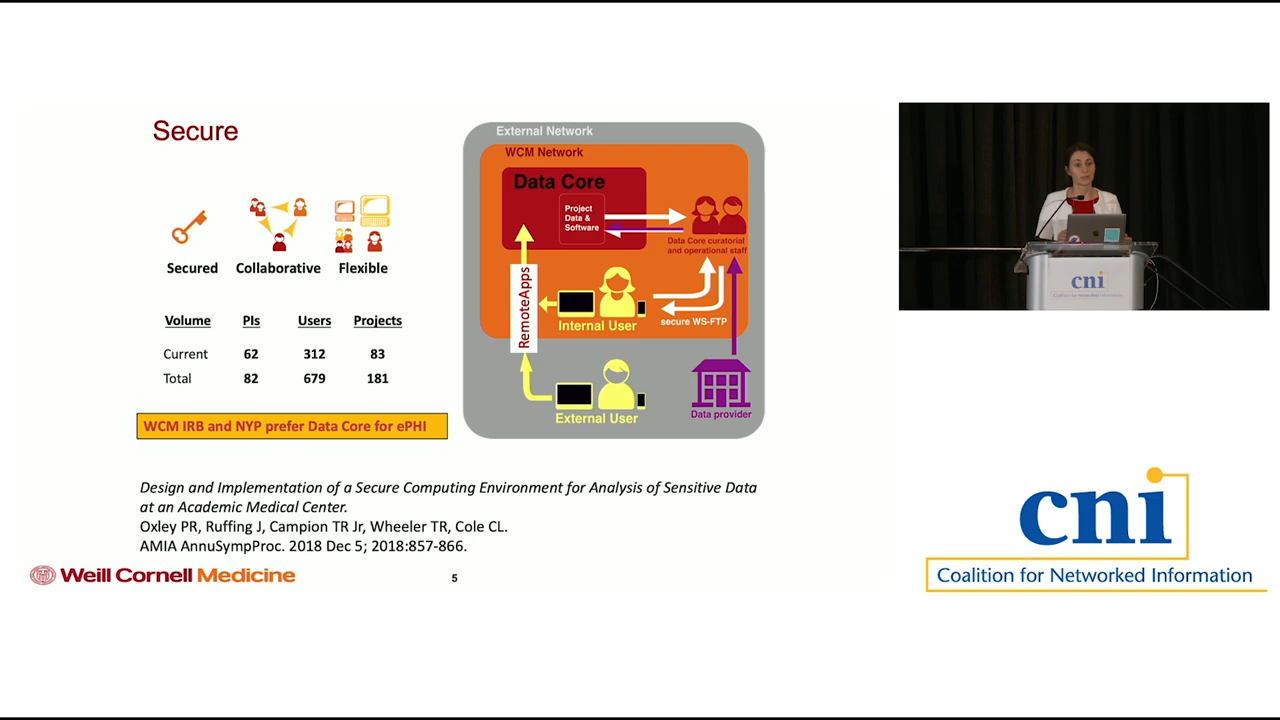 Secure
Secured Collaborative Flexible
Volume PIs Users Projects
Current 62 312 83
Total 82 679 181
WCM IRB and NYP prefer Data Core for ePHI
External Network
WCM Network
Data Core
Project
Data &
Software
Data Core curatorial
and operational staff
RemoteApps
Internal User
secure WS-FTP
External User
Data provider
Design and Implementation of a Secure Computing Environment for Analysis of Sensitive Data
at an Academic Medical Center.
Oxley PR, Ruffing J, Campion TR Jr, Wheeler TR, Cole CL.
AMIA AnnuSympProc. 2018 Dec 5; 2018:857-866.
Weill Cornell Medicine
5
cni
Coalition for Networked Information
cni
Coalition for Networked Information